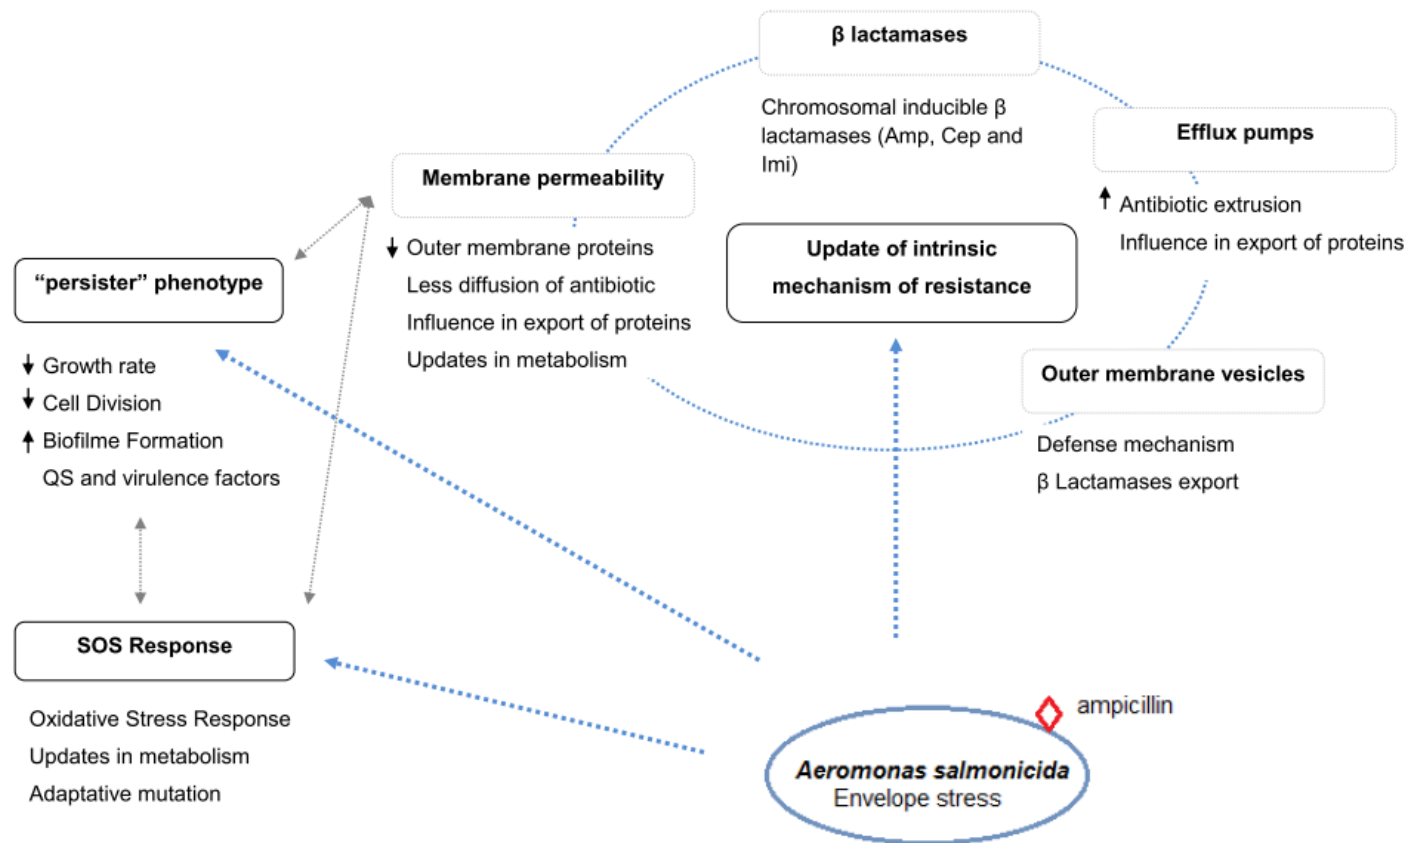 β lactamases
Chromosomal inducible β
lactamases (Amp, Cep and
Imi)
Efflux pumps
Antibiotic extrusion
Influence in export of proteins
Membrane permeability
Outer membrane proteins
Less diffusion of antibiotic
Influence in export of proteins
Updates in metabolism
Update of intrinsic
mechanism of resistance
“persister” phenotype
Growth rate
Cell Division
Biofilme Formation
QS and virulence factors
Outer membrane vesicles
Defense mechanism
β Lactamases export
SOS Response
Oxidative Stress Response
Updates in metabolism
Adaptative mutation
ampicillin
Aeromonas salmonicida
Envelope stress